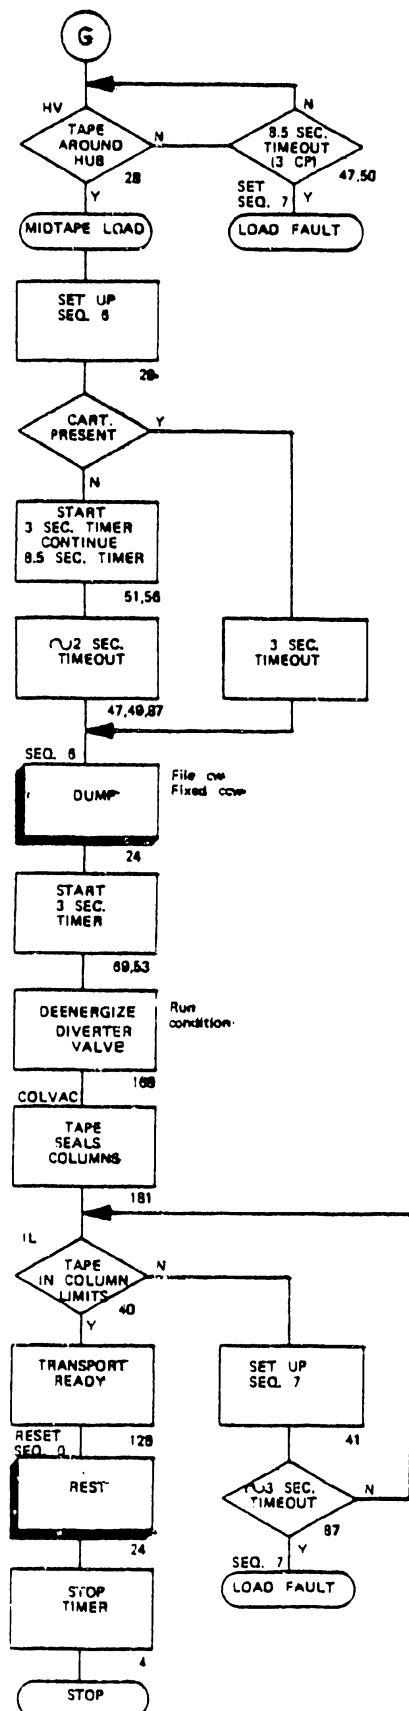 G
HV
TAPE
AROUND
HUB
28
N
Y
8.5 SEC.
TIMEOUT
(3 CP)
N
47,50
SET
SEQ. 7
Y
MIDTAPE LOAD
LOAD FAULT
SET UP
SEQ. 6
28
CART.
PRESENT
Y
N
START
3 SEC. TIMER
CONTINUE
8.5 SEC. TIMER
51,56
~2 SEC.
TIMEOUT
3 SEC.
TIMEOUT
47,49,87
SEQ. 6
DUMP
File cw
Fixed ccw
24
START
3 SEC.
TIMER
69,53
DEENERGIZE
DIVERTER
VALVE
Run
condition
168
COLVAC
TAPE
SEALS
COLUMNS
181
IL
TAPE
IN COLUMN
LIMITS
40
N
Y
TRANSPORT
READY
128
SET UP
SEQ. 7
41
RESET
SEQ. 0
REST
24
~3 SEC.
TIMEOUT
N
87
Y
SEQ. 7
LOAD FAULT
STOP
TIMER
4
STOP